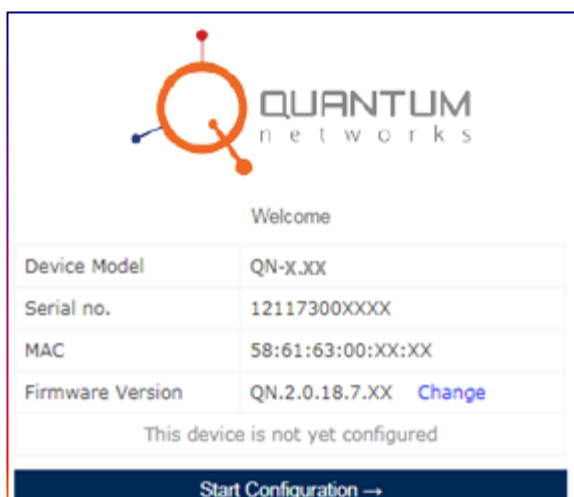 QUANTUM
networks
Welcome
Device Model QN-X.XX
Serial no. 12117300XXXX
MAC 58:61:63:00:XX:XX
Firmware Version QN.2.0.18.7.XX Change
This device is not yet configured
Start Configuration →